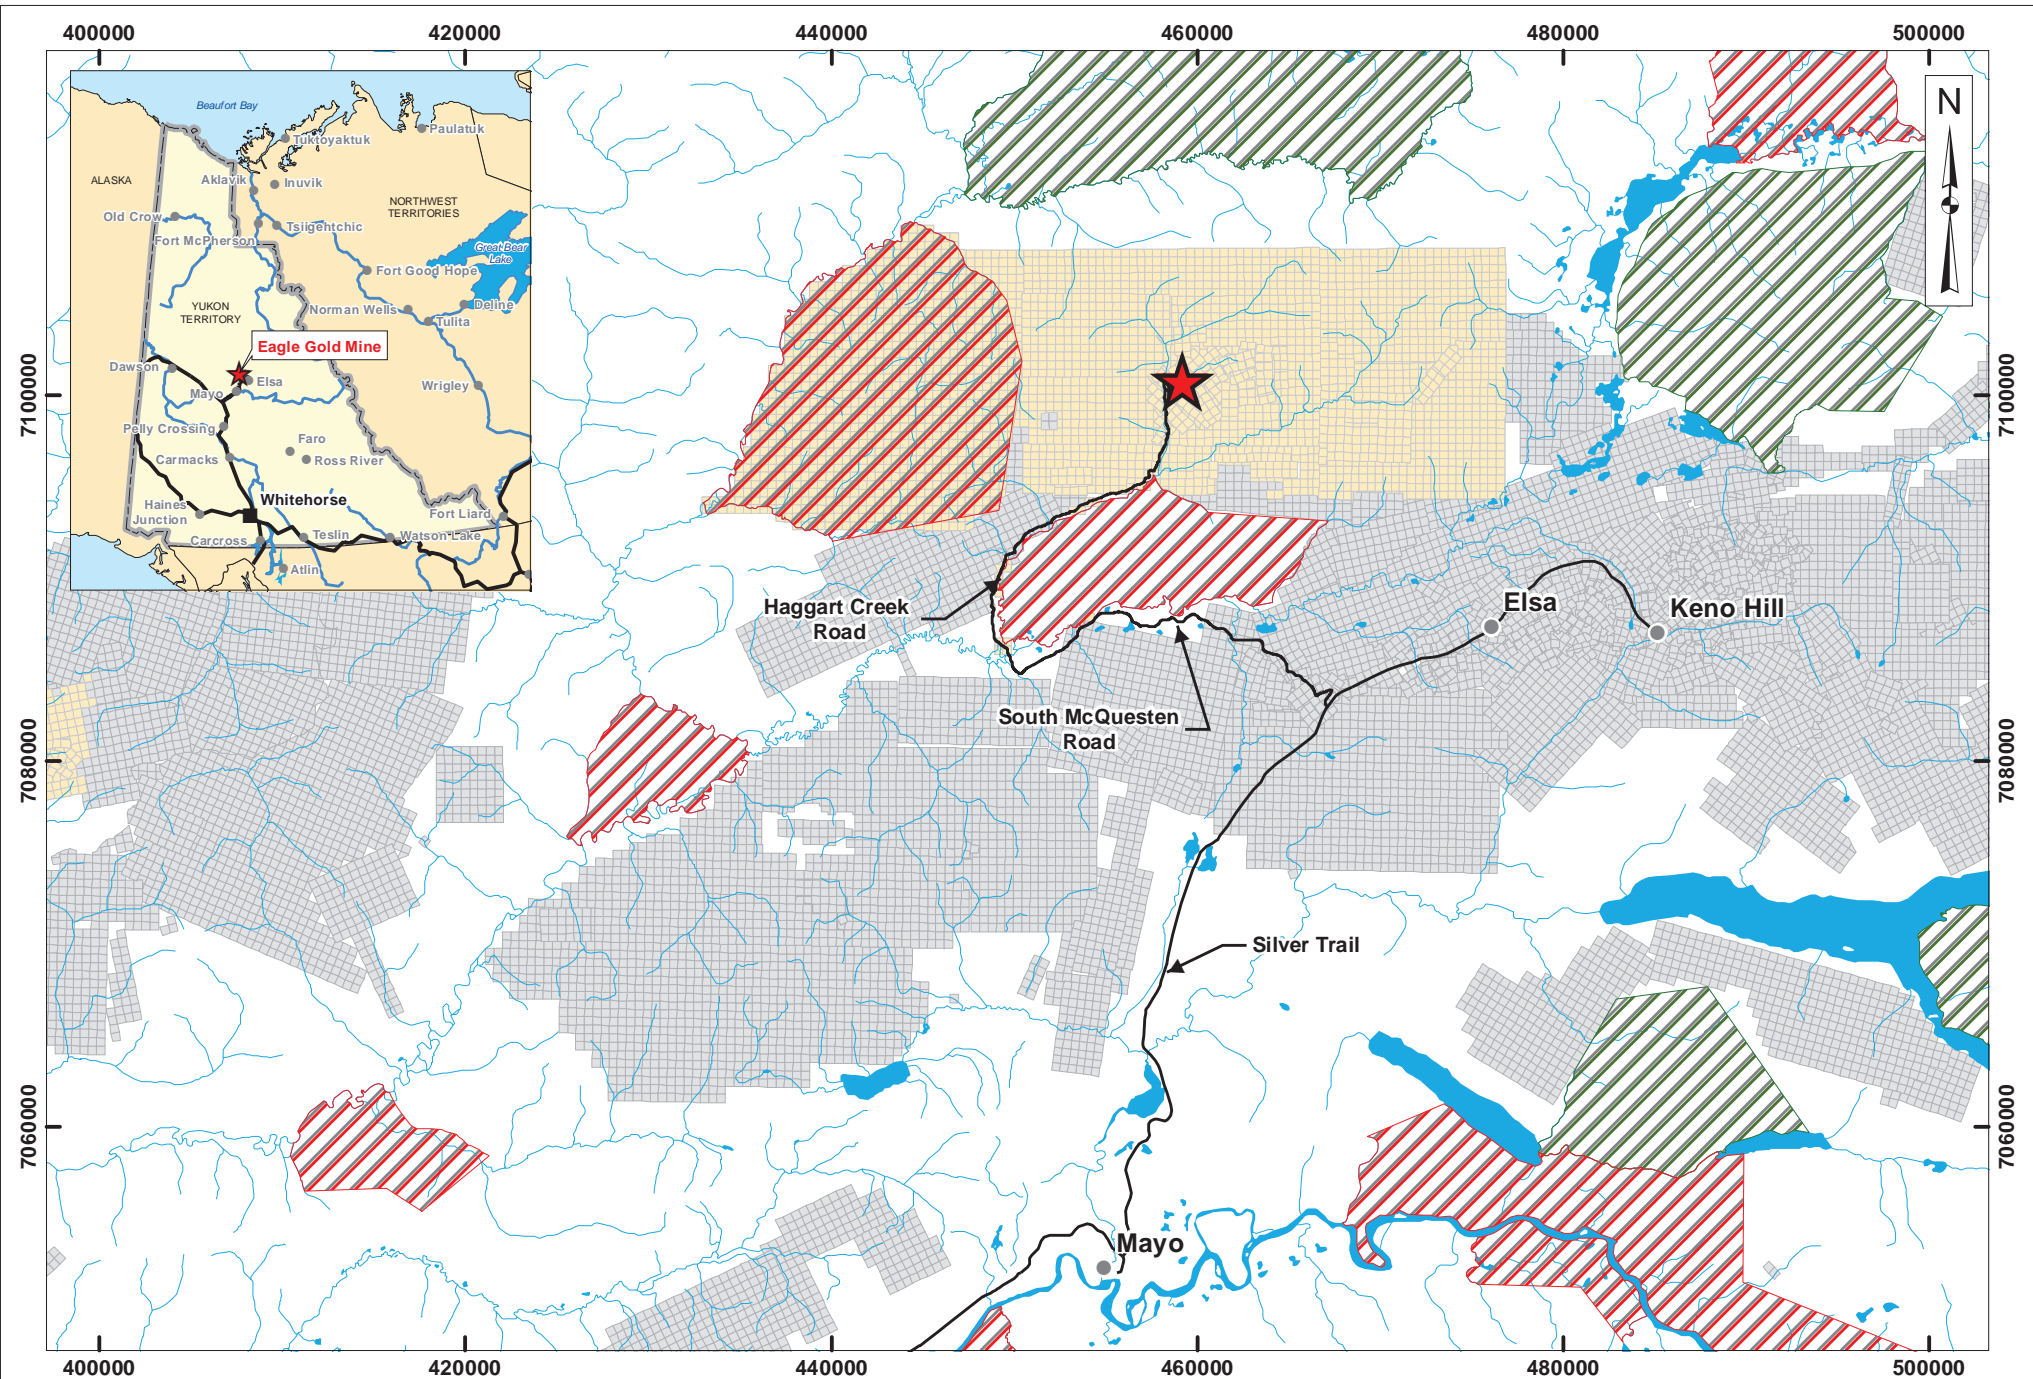 400000
420000
440000
460000
480000
500000
Beaufort Bay
Paulatuk
Tuktoyaktuk
ALASKA
Aklavik
Inuvik
NORTHWEST
TERRITORIES
Old Crow
Tsiigehtchic
Fort McPherson
Great Bear
Lake
Fort Good Hope
YUKON
TERRITORY
Norman Wells
Deline
Tulita
Eagle Gold Mine
Dawson
Elsa
Mayo
Wrigley
Pelly Crossing
Faro
Carmacks
Ross River
Whitehorse
Haines
Junction
Fort Liard
Teslin
Carcross
Watson Lake
Atlin
N
7100000
7100000
Haggart Creek
Road
Elsa
Keno Hill
South McQuesten
Road
7080000
7080000
Silver Trail
7060000
7060000
Mayo
400000
420000
440000
460000
480000
500000